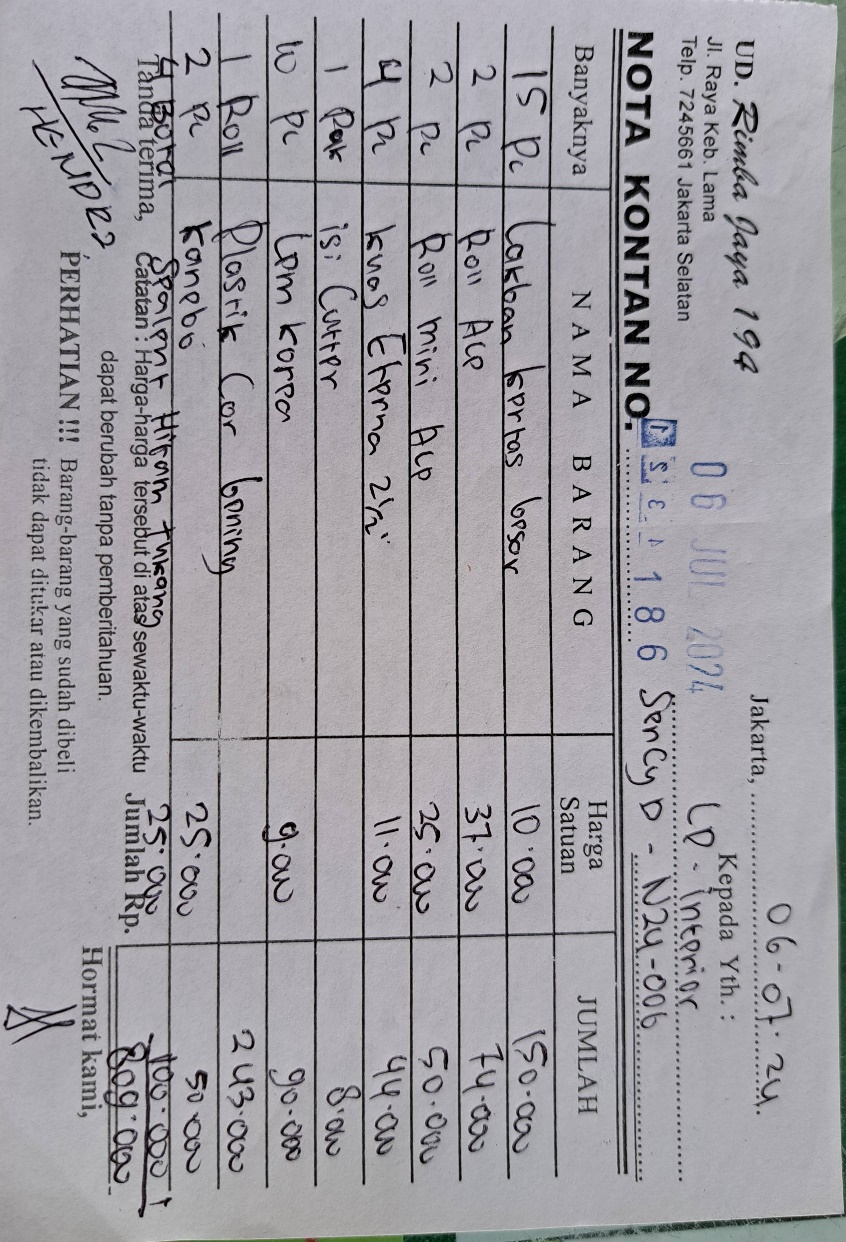 UD. Rimba Jaya 194
Jl. Raya Keb. Lama
Telp. 7245661 Jakarta Selatan
Jakarta, 06-07-24.
Kepada Yth. :
06 JUL 2024
LD. Interior
NOTA KONTAN NO. 186
SenCy D - N24-006
Banyaknya NAMA BARANG Harga Satuan JUMLAH
15 Pc Lakban kertas besar 10.000 150.000
2 Pc Roll Ace 37.000 74.000
2 Pc Roll mini Ace 25.000 50.000
4 Pc kuas Eterna 2½" 11.000 44.000
1 Pak isi Cutter 8.000
10 Pc Lem korea 9.000 90.000
1 Roll Plastik Cor bening 243.000
2 Pc kanebo 25.000 50.000
4 Botol Sealent Hitam tukang 25.000 100.000 +
Tanda terima,
Catatan : Harga-harga tersebut di atas sewaktu-waktu
dapat berubah tanpa pemberitahuan.
Jumlah Rp. 809.000
PERHATIAN !!! Barang-barang yang sudah dibeli
tidak dapat ditukar atau dikembalikan.
Hormat kami,